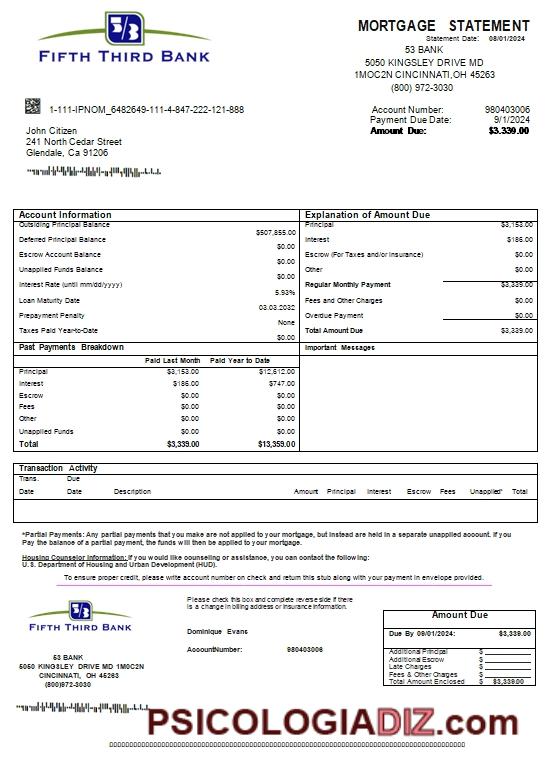 5/3
FIFTH THIRD BANK
MORTGAGE STATEMENT
Statement Date: 08/01/2024
53 BANK
5050 KINGSLEY DRIVE MD
1MOC2N CINCINNATI,OH 45263
(800) 972-3030
1-111-IPNOM_6482649-111-4-847-222-121-888
Account Number: 980403006
Payment Due Date: 9/1/2024
Amount Due: $3,339.00
John Citizen
241 North Cedar Street
Glendale, Ca 91206
Account Information
Outsiding Principal Balance $507,855.00
Deferred Principal Balance $0.00
Escrow Account Balance $0.00
Unapplied Funds Balance $0.00
Interest Rate (until mm/dd/yyyy) 5.93%
Loan Maturity Date 03.03.2032
Prepayment Penalty None
Taxes Paid Year-to-Date $0.00
Explanation of Amount Due
Principal $3,153.00
Interest $186.00
Escrow (For Taxes and/or Insurance) $0.00
Other $0.00
Regular Monthly Payment $3,339.00
Fees and Other Charges $0.00
Overdue Payment $0.00
Total Amount Due $3,339.00
Past Payments Breakdown
Paid Last Month Paid Year to Date
Principal $3,153.00 $12,612.00
Interest $186.00 $747.00
Escrow $0.00 $0.00
Fees $0.00 $0.00
Other $0.00 $0.00
Unapplied Funds $0.00 $0.00
Total $3,339.00 $13,359.00
Important Messages
Transaction Activity
Trans. Due
Date Date Description Amount Principal Interest Escrow Fees Unapplied* Total
*Partial Payments: Any partial payments that you make are not applied to your mortgage, but instead are held in a separate unapplied account. If you
Pay the balance of a partial payment, the funds will then be applied to your mortgage.
Housing Counselor Information: If you would like counseling or assistance, you can contact the following:
U.S. Department of Housing and Urban Development (HUD).
To ensure proper credit, please write account number on check and return this stub along with your payment in envelope provided.
5/3
FIFTH THIRD BANK
53 BANK
5050 KINGSLEY DRIVE MD 1MOC2N
CINCINNATI, OH 45263
(800)972-3030
Please check this box and complete reverse side if there
is a change in billing address or insurance information.
Dominique Evans
AccountNumber: 980403006
Amount Due
Due By 09/01/2024: $3,339.00
Additional Principal $
Additional Escrow $
Late Charges $
Fees & Other Charges $
Total Amount Enclosed $ $3,339.00
PSICOLOGIADIZ.com